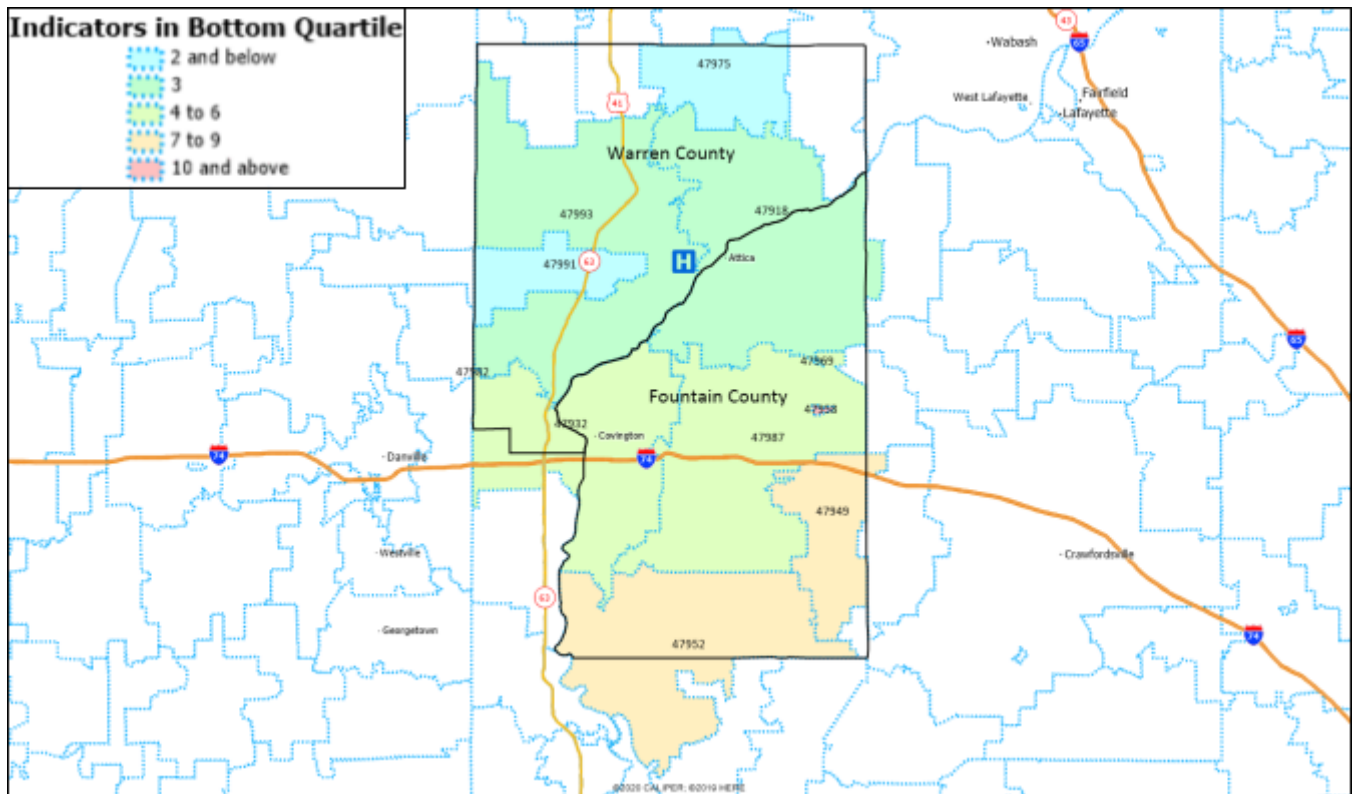 Indicators in Bottom Quartile
2 and below
3
4 to 6
7 to 9
10 and above
43
65
Wabash
47975
Fairfield
West Lafayette
Lafayette
41
Warren County
47993
47918
47991
63
H
Attica
65
47969
47982
Fountain County
47932
Covington
47987
74
Danville
74
47949
Westville
Crawfordsville
63
Georgetown
74
47952
©2020 CALIPER; ©2019 HERE